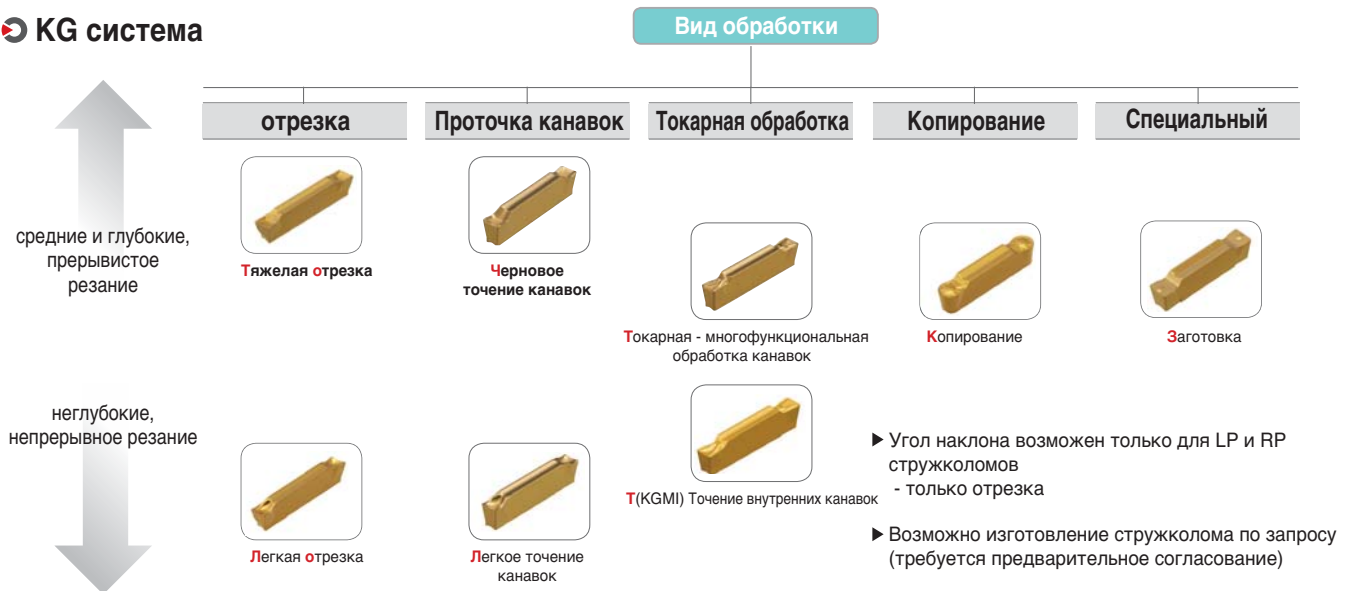 KG система
Вид обработки
отрезка
Проточка канавок
Токарная обработка
Копирование
Специальный
средние и глубокие,
прерывистое
резание
Тяжелая отрезка
Черновое
точение канавок
Токарная - многофункциональная
обработка канавок
Копирование
Заготовка
неглубокие,
непрерывное резание
Легкая отрезка
Легкое точение
канавок
Т(KGMI) Точение внутренних канавок
▶ Угол наклона возможен только для LP и RP
стружколомов
- только отрезка
▶ Возможно изготовление стружколома по запросу
(требуется предварительное согласование)